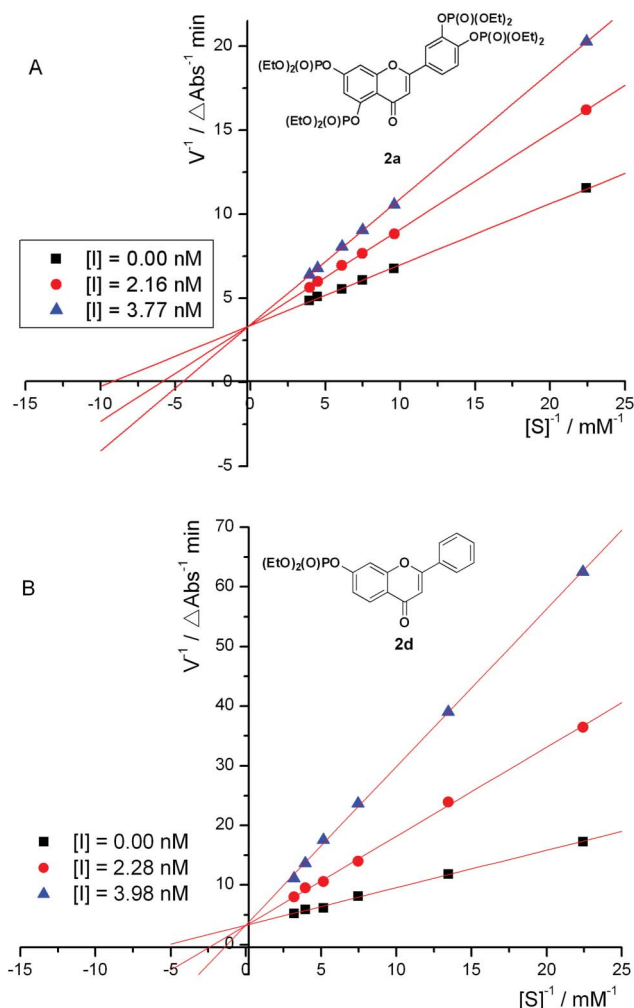 A
V⁻¹ / △Abs⁻¹ min
20
15
10
5
0
-5
-15 -10 -5 0 5 10 15 20 25
[S]⁻¹ / mM⁻¹
OP(O)(OEt)₂
OP(O)(OEt)₂
(EtO)₂(O)PO
O
(EtO)₂(O)PO
O
2a
[I] = 0.00 nM
[I] = 2.16 nM
[I] = 3.77 nM
B
V⁻¹ / △Abs⁻¹ min
70
60
50
40
30
20
10
0
-15 -10 -5 0 5 10 15 20 25
[S]⁻¹ / mM⁻¹
(EtO)₂(O)PO
O
O
2d
[I] = 0.00 nM
[I] = 2.28 nM
[I] = 3.98 nM